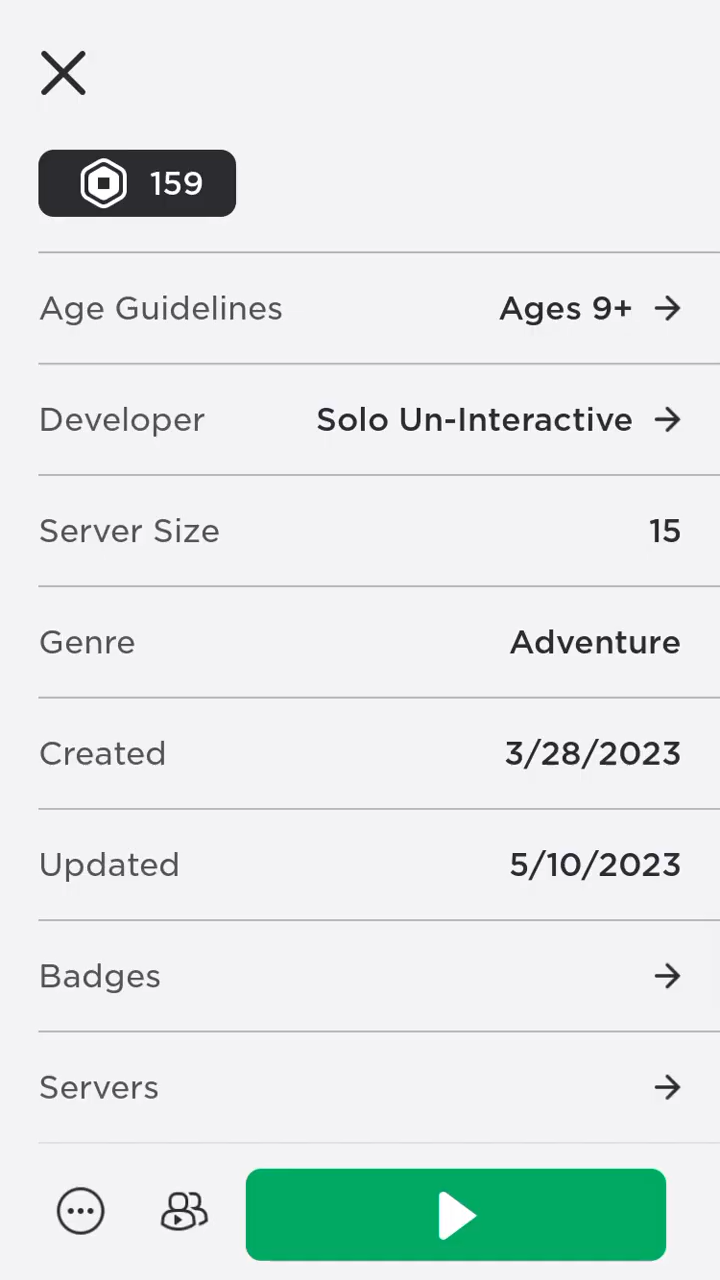 159
Age Guidelines Ages 9+
Developer Solo Un-Interactive
Server Size 15
Genre Adventure
Created 3/28/2023
Updated 5/10/2023
Badges
Servers